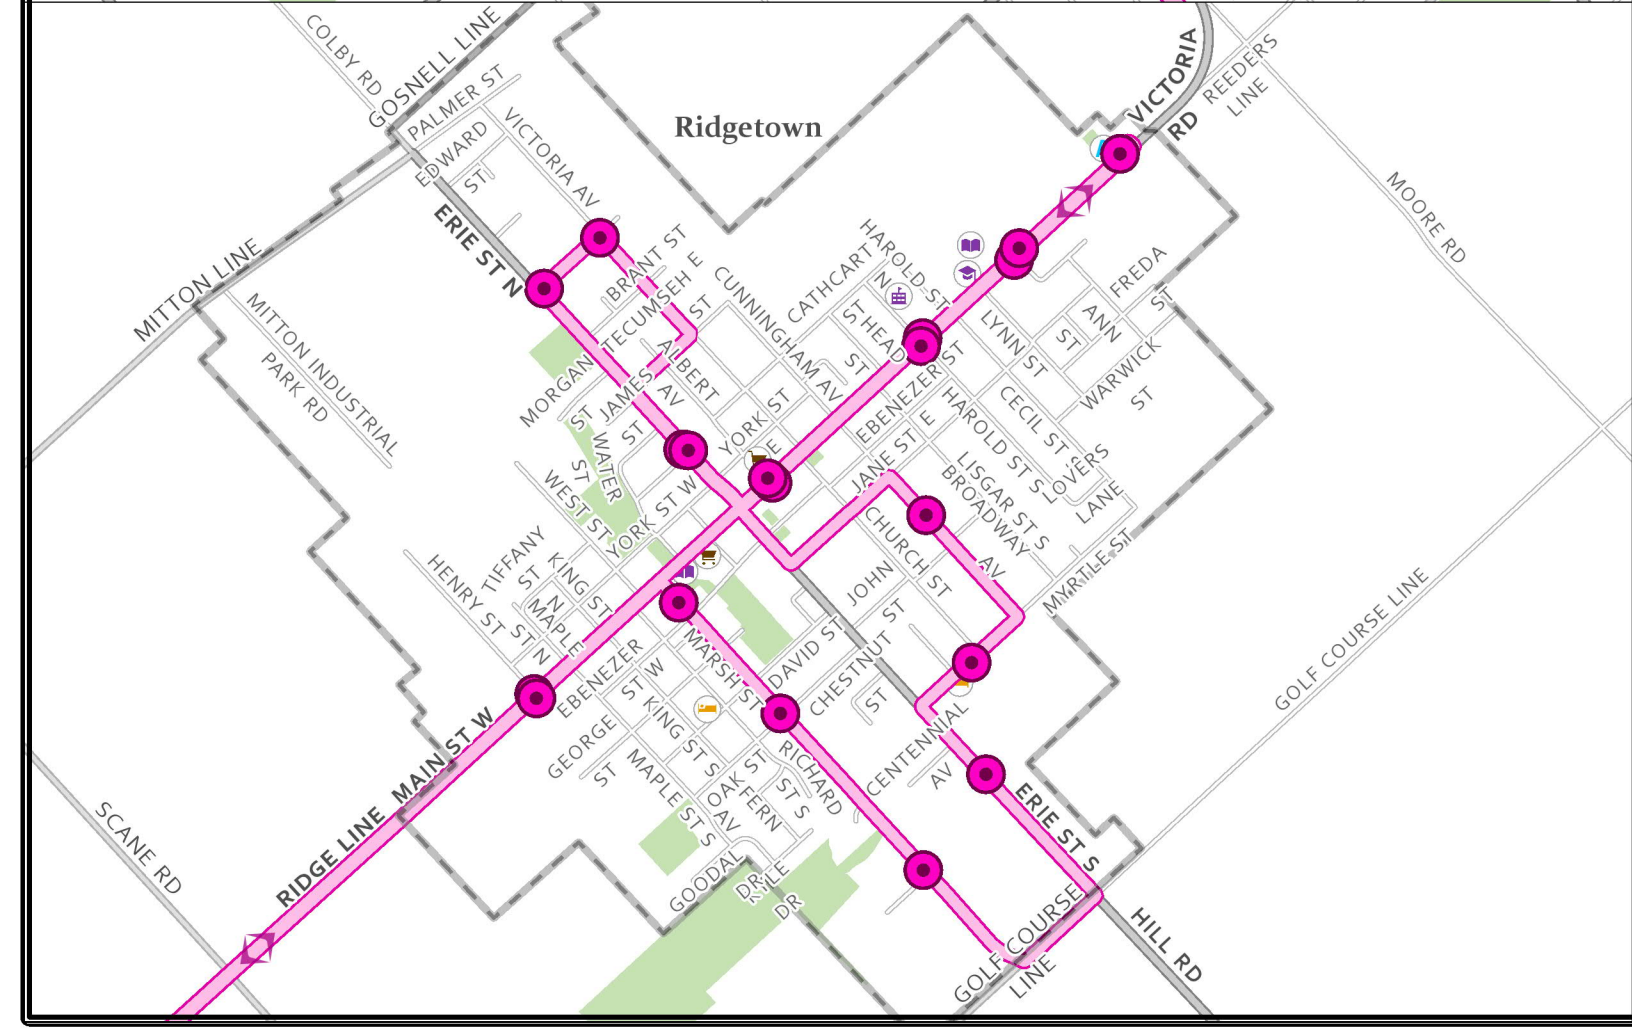 COLBY RD
GOSNELL LINE
PALMER ST
EDWARD
ST
VICTORIA AV
Ridgetown
VICTORIA
RD
REEDERS
LINE
MOORE RD
ERIE ST N
MITTON LINE
MITTON INDUSTRIAL
PARK RD
BRANT ST
TECUMSEH E
ST
MORGAN
ST
JAMES
ST
ALBERT
AV
CUNNINGHAM AV
CATHCART
ST
HAROLD ST
N
HEAD
ST
FREDA
ST
ANN
ST
LYNN ST
WARWICK
ST
EBENEZER ST
YORK ST
E
WATER
ST
WEST ST
YORK ST W
JANE ST E
HAROLD ST S
CECIL ST S
LOVERS
LANE
LISGAR ST S
BROADWAY
AV
MYRTLE ST
CHURCH ST
JOHN
ST
TIFFANY
ST
KING ST
N
HENRY ST
MAPLE
ST N
EBENEZER
ST W
MARSH ST
DAVID ST
CHESTNUT
ST
GEORGE
ST
KING ST S
MAPLE ST S
OAK ST
RICHARD
ST S
FERN
AV
CENTENNIAL
AV
GOODAL
DR
DR
MAIN ST W
RIDGE LINE
SCANE RD
ERIE ST S
GOLF COURSE
LINE
HILL RD
GOLF COURSE LINE